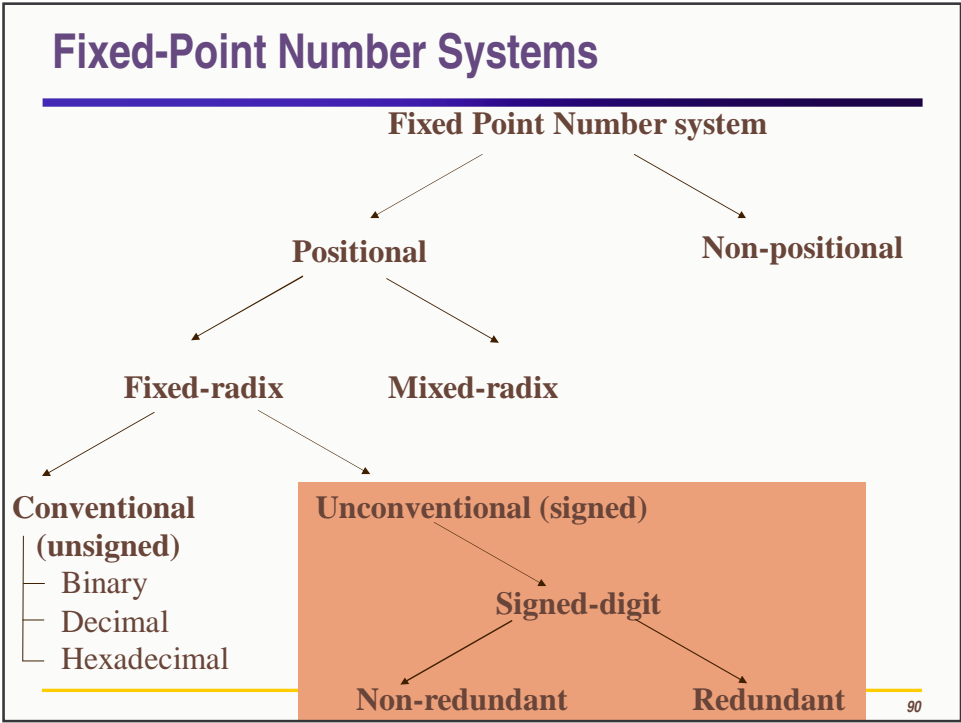 Fixed-Point Number Systems
Fixed Point Number system
Positional
Non-positional
Fixed-radix
Mixed-radix
Conventional
(unsigned)
Binary
Decimal
Hexadecimal
Unconventional (signed)
Signed-digit
Non-redundant
Redundant
90